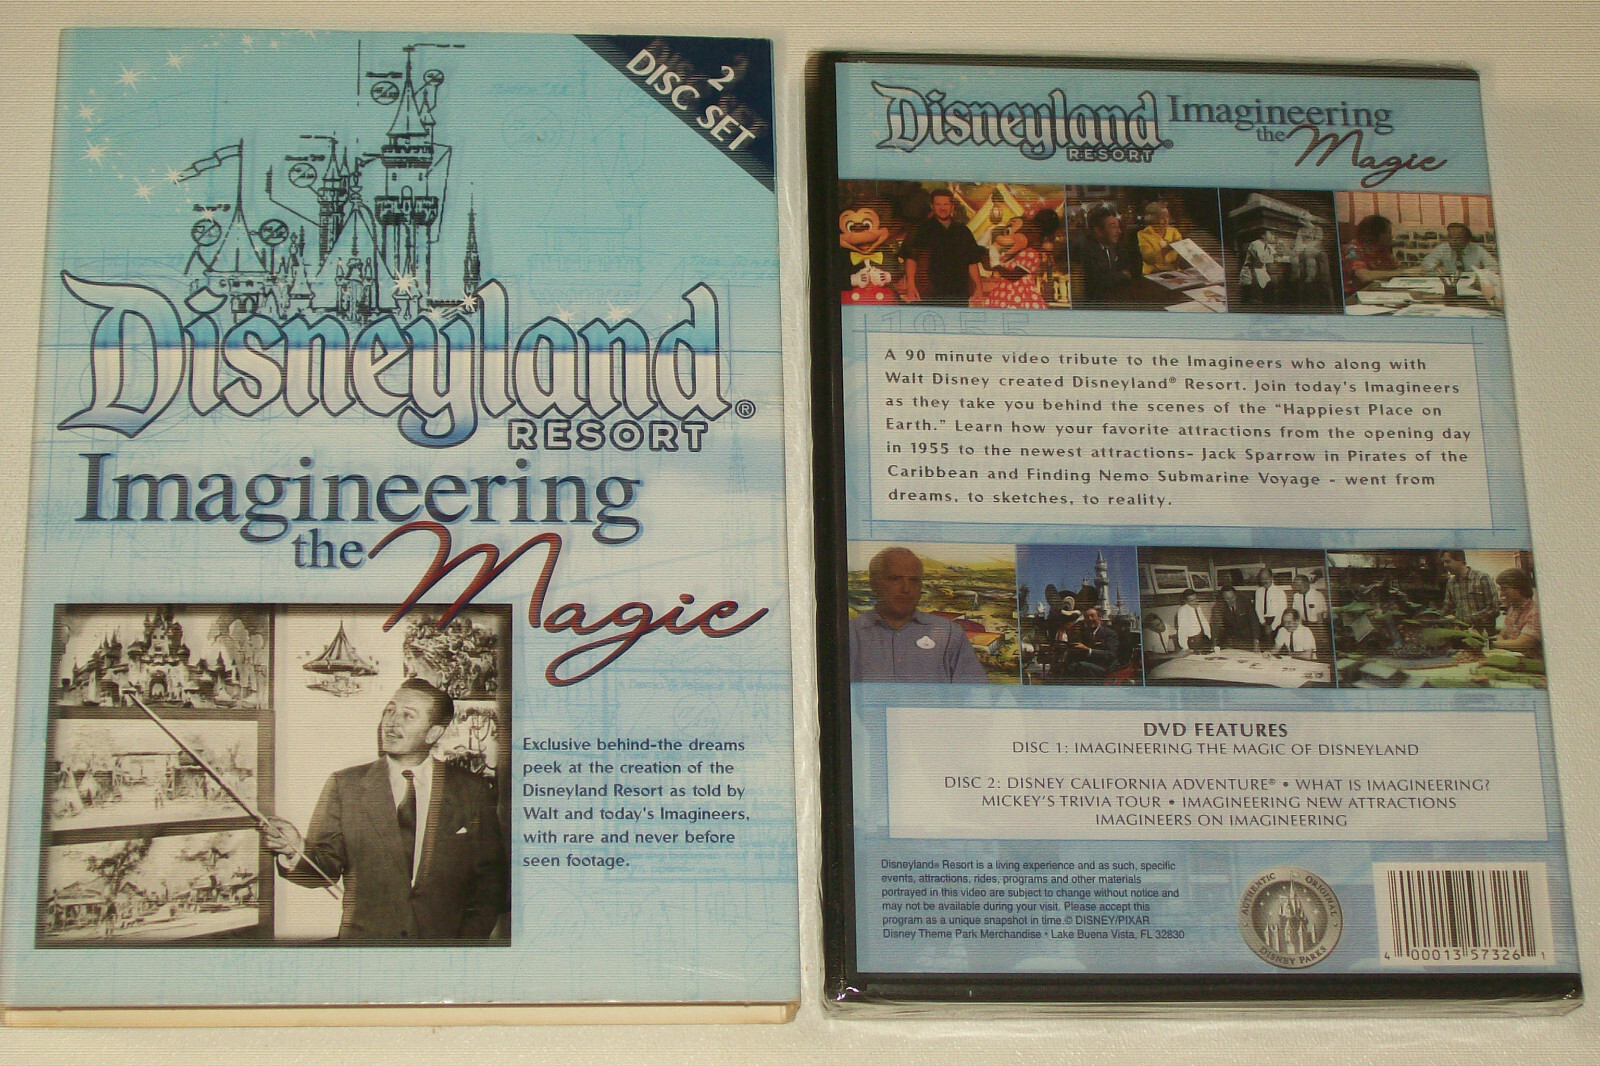 2
DISC SET
Disneyland®
RESORT
Imagineering
the Magic
Exclusive behind-the dreams
peek at the creation of the
Disneyland Resort as told by
Walt and today's Imagineers,
with rare and never before
seen footage.
Disneyland®
RESORT
Imagineering
the Magic
1955
A 90 minute video tribute to the Imagineers who along with
Walt Disney created Disneyland® Resort. Join today's Imagineers
as they take you behind the scenes of the "Happiest Place on
Earth." Learn how your favorite attractions from the opening day
in 1955 to the newest attractions- Jack Sparrow in Pirates of the
Caribbean and Finding Nemo Submarine Voyage - went from
dreams, to sketches, to reality.
DVD FEATURES
DISC 1: IMAGINEERING THE MAGIC OF DISNEYLAND
DISC 2: DISNEY CALIFORNIA ADVENTURE® • WHAT IS IMAGINEERING?
MICKEY'S TRIVIA TOUR • IMAGINEERING NEW ATTRACTIONS
IMAGINEERS ON IMAGINEERING
Disneyland® Resort is a living experience and as such, specific
events, attractions, rides, programs and other materials
portrayed in this video are subject to change without notice and
may not be available during your visit. Please accept this
program as a unique snapshot in time. © DISNEY/PIXAR
Disney Theme Park Merchandise • Lake Buena Vista, FL 32830
AUTHENTIC ORIGINAL
DISNEY PARKS
4 00013 57326 1